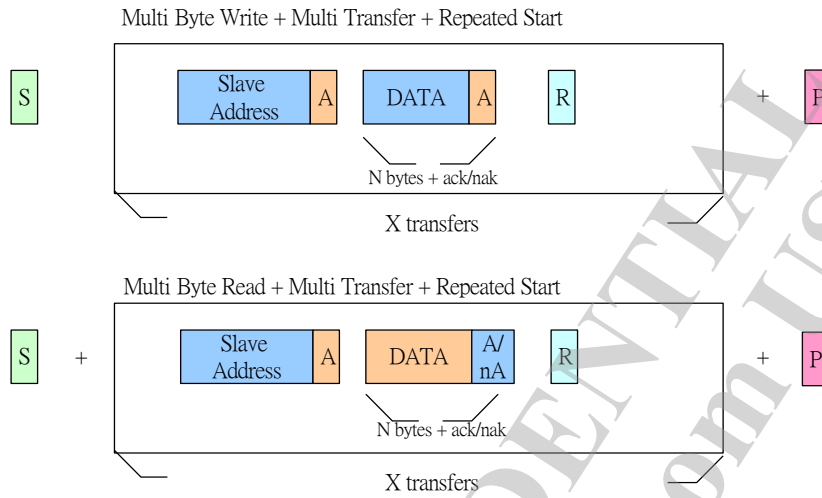 Multi Byte Write + Multi Transfer + Repeated Start
S
Slave
Address
A
DATA
A
R
+
P
N bytes + ack/nak
X transfers
Multi Byte Read + Multi Transfer + Repeated Start
S
+
Slave
Address
A
DATA
A/
nA
R
+
P
N bytes + ack/nak
X transfers